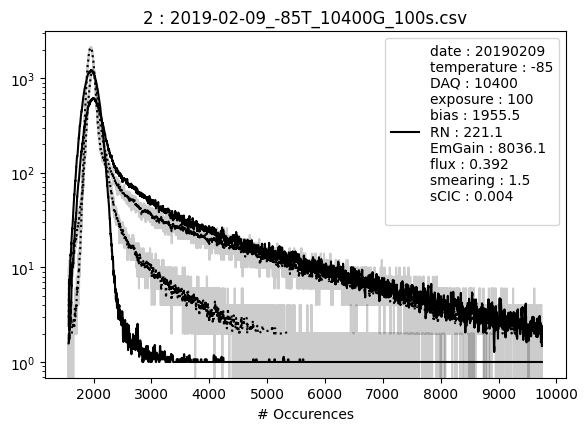 2 : 2019-02-09_-85T_10400G_100s.csv
date : 20190209
temperature : -85
DAQ : 10400
exposure : 100
bias : 1955.5
RN : 221.1
EmGain : 8036.1
flux : 0.392
smearing : 1.5
sCIC : 0.004
10³
10²
10¹
10⁰
2000 3000 4000 5000 6000 7000 8000 9000 10000
# Occurences